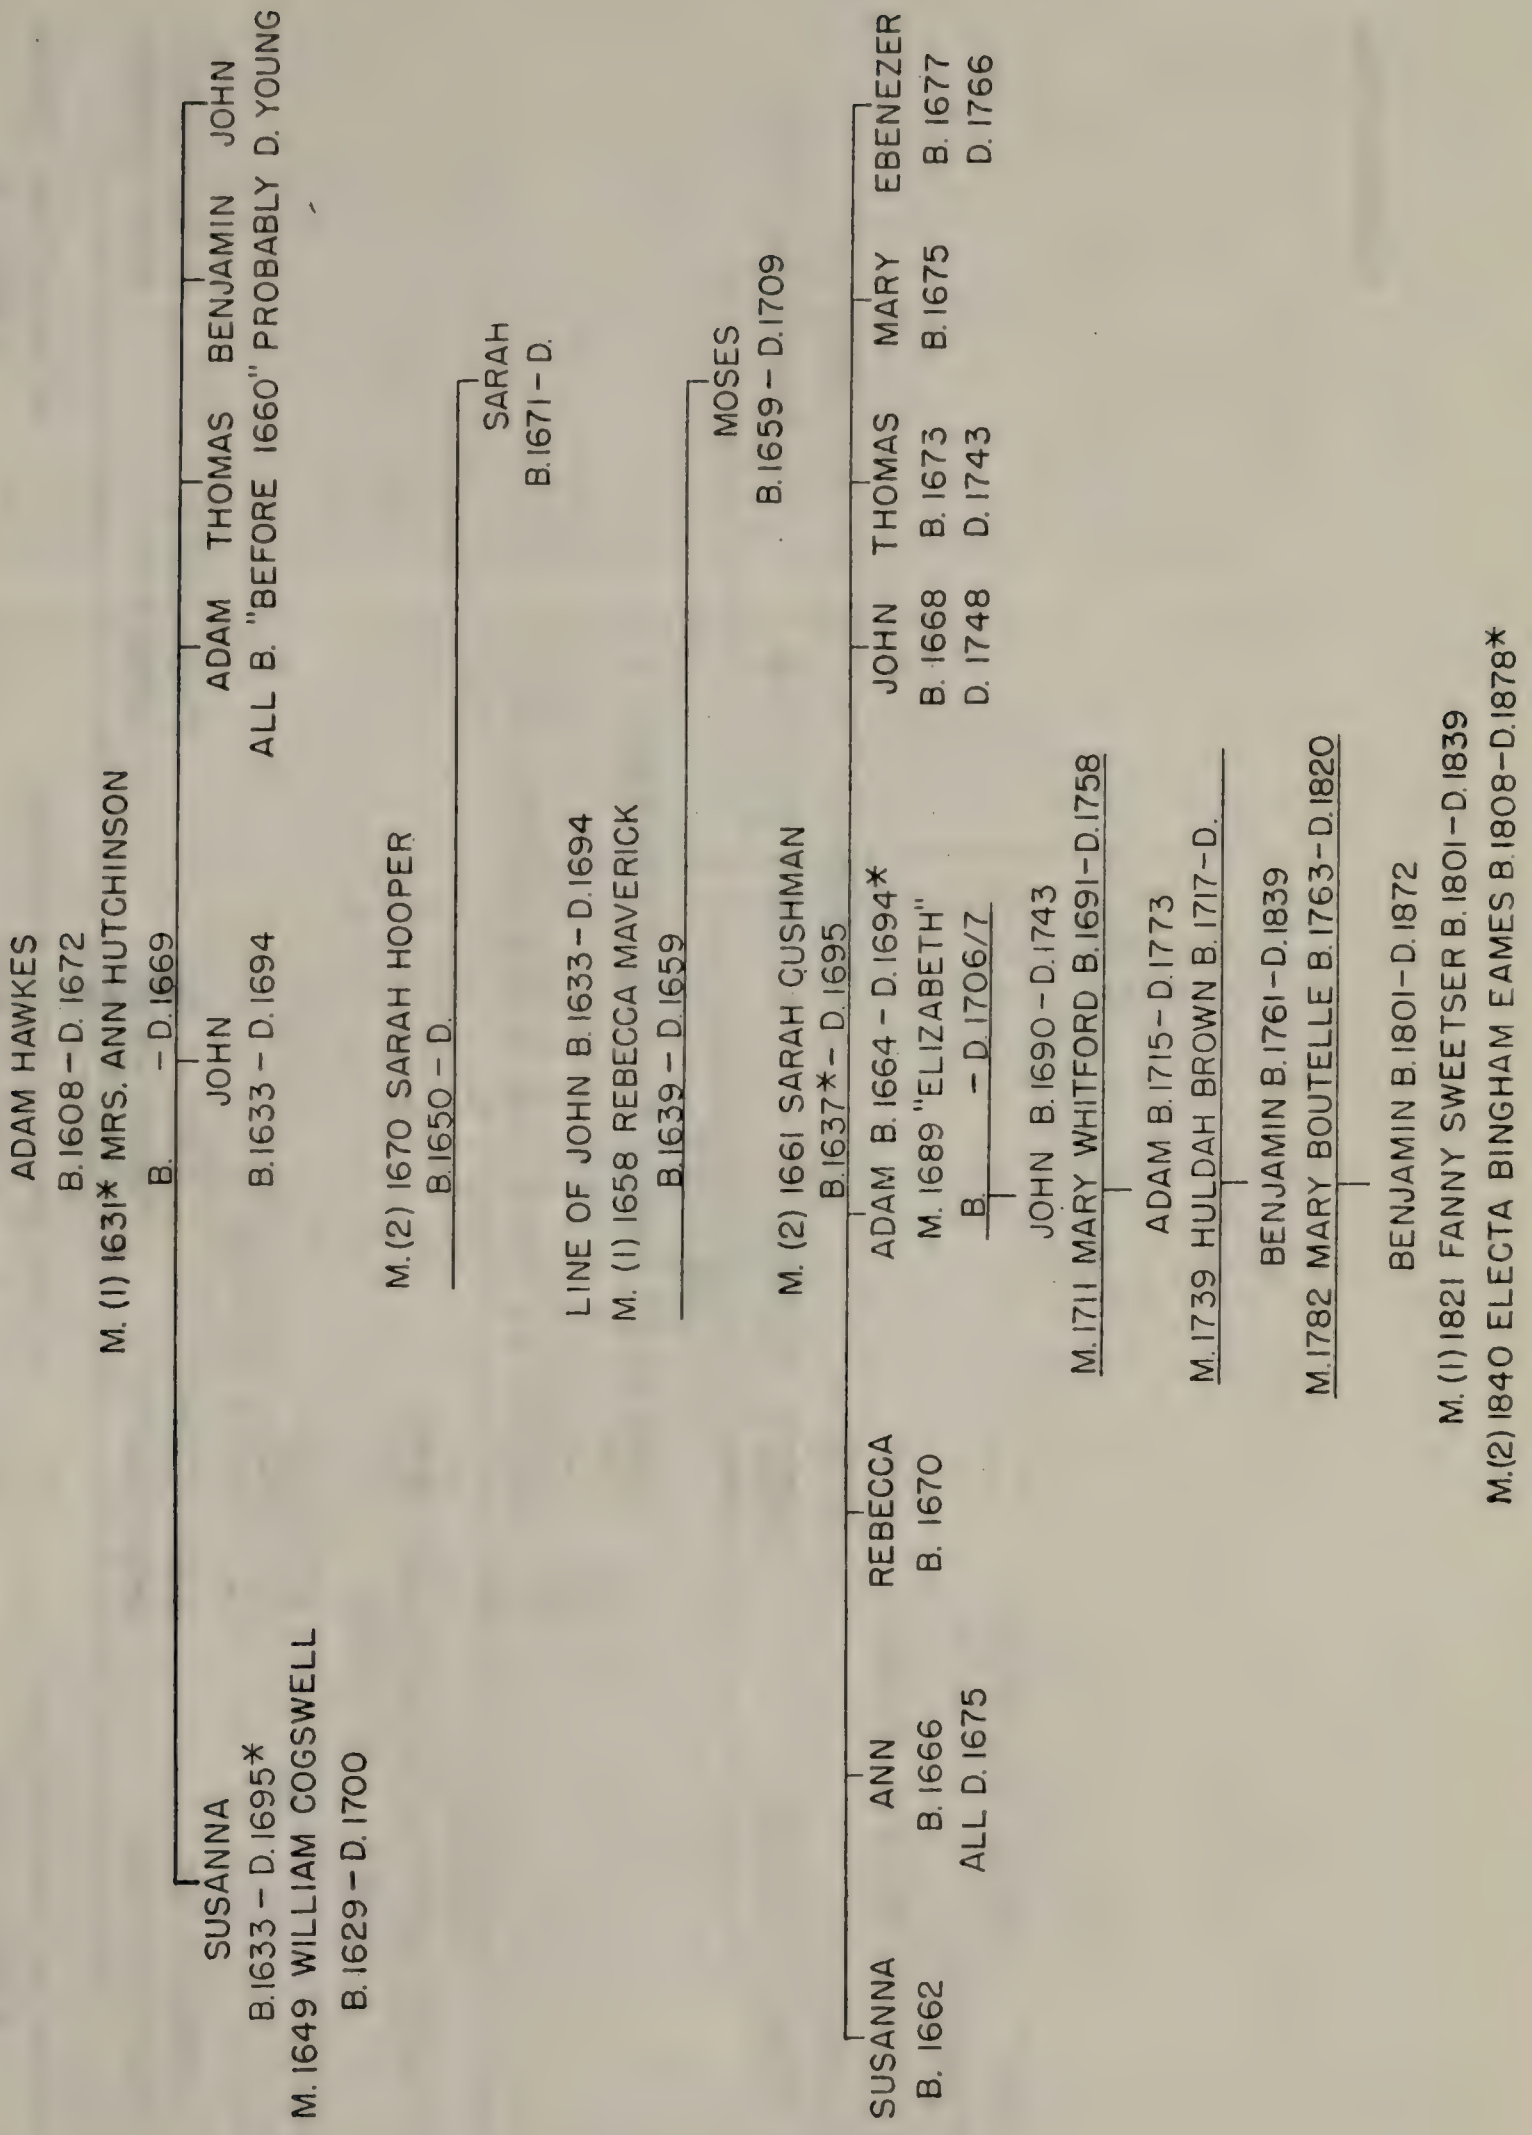 ADAM HAWKES
B.1608 – D. 1672
M. (1) 1631* MRS. ANN HUTCHINSON
B. – D. 1669
SUSANNA JOHN ADAM THOMAS BENJAMIN JOHN
B.1633 – D.1695* B.1633 – D.1694 ALL B. "BEFORE 1660" PROBABLY D. YOUNG
M. 1649 WILLIAM COGSWELL
B.1629 – D.1700
M. (2) 1670 SARAH HOOPER
B.1650 – D.
SARAH
B.1671 – D.
LINE OF JOHN B.1633 – D.1694
M. (1) 1658 REBECCA MAVERICK
B.1639 – D.1659
MOSES
B.1659 – D.1709
M. (2) 1661 SARAH CUSHMAN
B.1637* – D. 1695
SUSANNA ANN REBECCA ADAM B.1664 – D.1694* JOHN THOMAS MARY EBENEZER
B. 1662 B. 1666 B. 1670 M. 1689 "ELIZABETH" B. 1668 B. 1673 B. 1675 B. 1677
ALL D. 1675 B. – D. 1706/7 D. 1748 D. 1743 D. 1766
JOHN B.1690 – D.1743
M. 1711 MARY WHITFORD B.1691 – D.1758
ADAM B.1715 – D.1773
M. 1739 HULDAH BROWN B. 1717 – D.
BENJAMIN B.1761 – D.1839
M.1782 MARY BOUTELLE B.1763 – D.1820
BENJAMIN B.1801 – D.1872
M. (1) 1821 FANNY SWEETSER B.1801 – D.1839
M.(2) 1840 ELECTA BINGHAM EAMES B.1808 – D.1878*